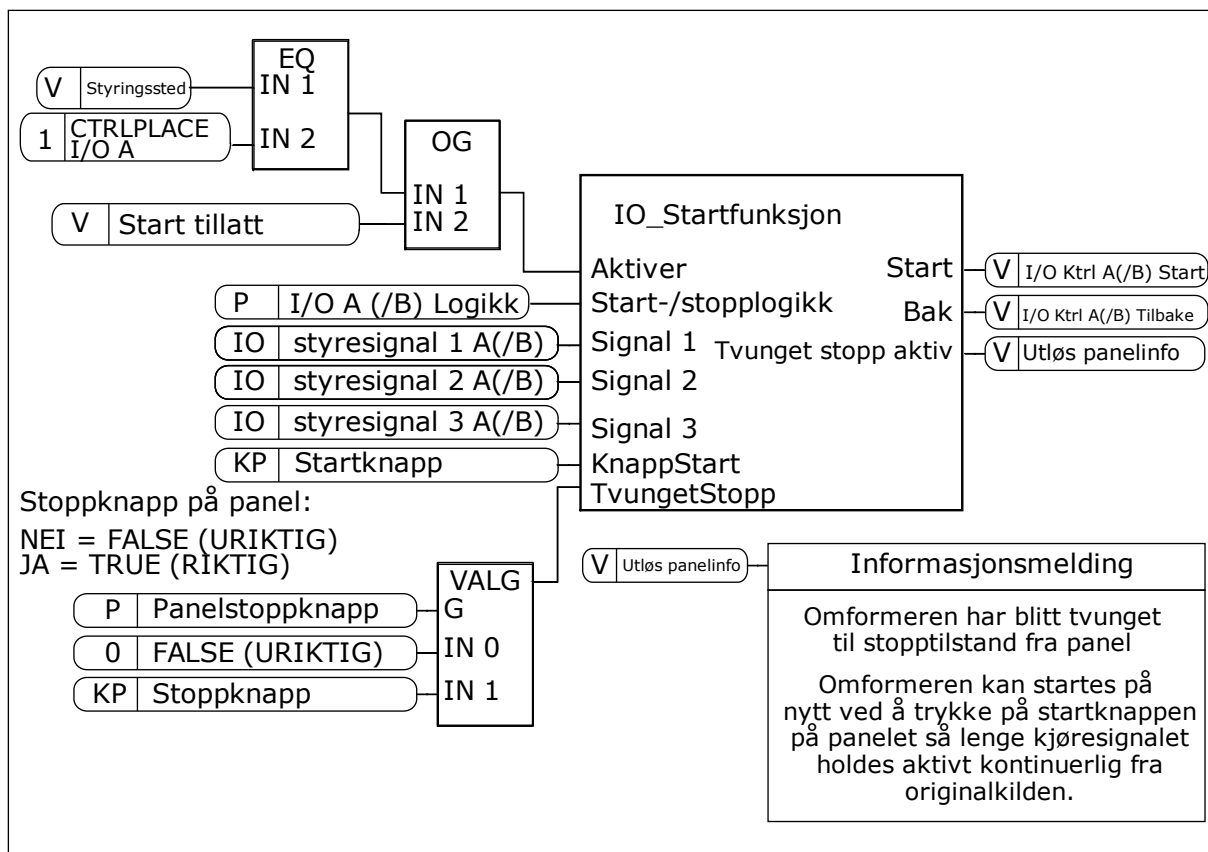 EQ
V Styringssted IN 1
1 CTRLPLACE
I/O A
IN 2
OG
IN 1
V Start tillatt IN 2
IO_Startfunksjon
Aktiver
P I/O A (/B) Logikk Start-/stopplogikk
IO styresignal 1 A(/B) Signal 1
IO styresignal 2 A(/B) Signal 2
IO styresignal 3 A(/B) Signal 3
KP Startknapp KnappStart
TvungetStopp
Start V I/O Ktrl A(/B) Start
Bak V I/O Ktrl A(/B) Tilbake
Tvunget stopp aktiv V Utløs panelinfo
Stoppknapp på panel:
NEI = FALSE (URIKTIG)
JA = TRUE (RIKTIG)
VALG
P Panelstoppknapp G
0 FALSE (URIKTIG) IN 0
KP Stoppknapp IN 1
V Utløs panelinfo
Informasjonsmelding
Omformeren har blitt tvunget
til stopptilstand fra panel
Omformeren kan startes på
nytt ved å trykke på startknappen
på panelet så lenge kjøresignalet
holdes aktivt kontinuerlig fra
originalkilden.